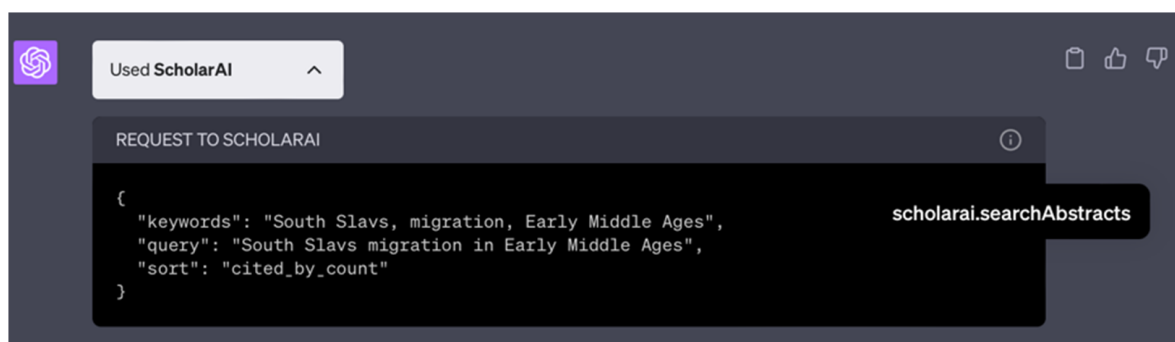 Used ScholarAI
REQUEST TO SCHOLARAI
{
"keywords": "South Slavs, migration, Early Middle Ages",
"query": "South Slavs migration in Early Middle Ages",
"sort": "cited_by_count"
}
scholarai.searchAbstracts